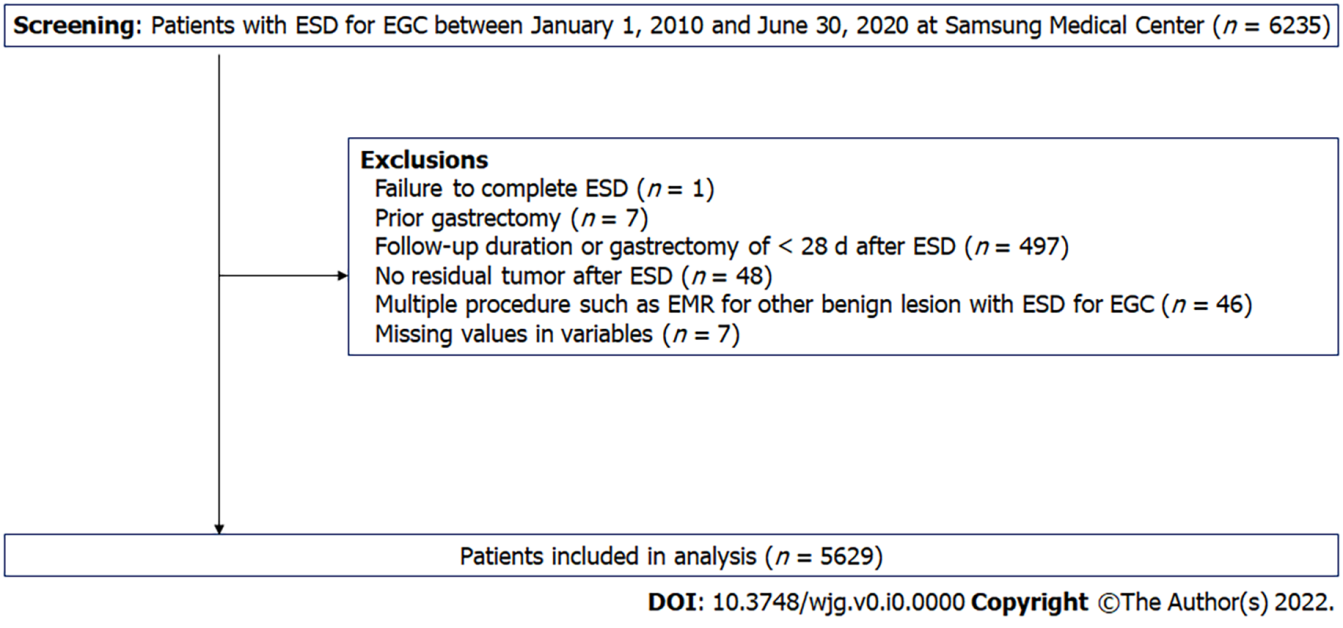 Screening: Patients with ESD for EGC between January 1, 2010 and June 30, 2020 at Samsung Medical Center (n = 6235)
Exclusions
Failure to complete ESD (n = 1)
Prior gastrectomy (n = 7)
Follow-up duration or gastrectomy of < 28 d after ESD (n = 497)
No residual tumor after ESD (n = 48)
Multiple procedure such as EMR for other benign lesion with ESD for EGC (n = 46)
Missing values in variables (n = 7)
Patients included in analysis (n = 5629)
DOI: 10.3748/wjg.v0.i0.0000 Copyright ©The Author(s) 2022.